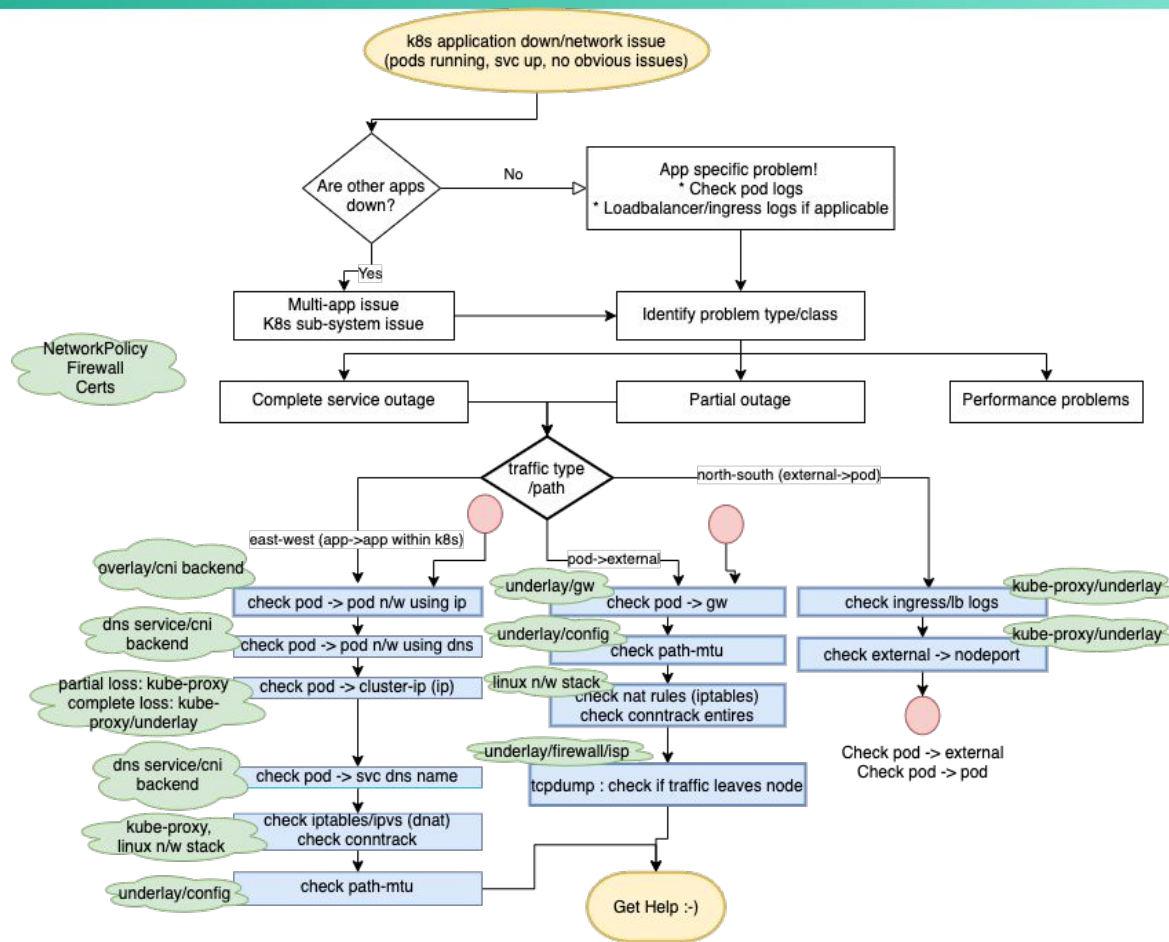 k8s application down/network issue
(pods running, svc up, no obvious issues)
Are other apps
down?
No
App specific problem!
* Check pod logs
* Loadbalancer/ingress logs if applicable
Yes
Multi-app issue
K8s sub-system issue
Identify problem type/class
NetworkPolicy
Firewall
Certs
Complete service outage
Partial outage
Performance problems
traffic type
/path
north-south (external->pod)
east-west (app->app within k8s)
pod->external
overlay/cni backend
check pod -> pod n/w using ip
dns service/cni
backend
check pod -> pod n/w using dns
partial loss: kube-proxy
complete loss: kube-
proxy/underlay
check pod -> cluster-ip (ip)
dns service/cni
backend
check pod -> svc dns name
kube-proxy,
linux n/w stack
check iptables/ipvs (dnat)
check conntrack
underlay/config
check path-mtu
underlay/gw
check pod -> gw
underlay/config
check path-mtu
linux n/w stack
check nat rules (iptables)
check conntrack entires
underlay/firewall/isp
tcpdump : check if traffic leaves node
check ingress/lb logs
kube-proxy/underlay
check external -> nodeport
kube-proxy/underlay
Check pod -> external
Check pod -> pod
Get Help :-)